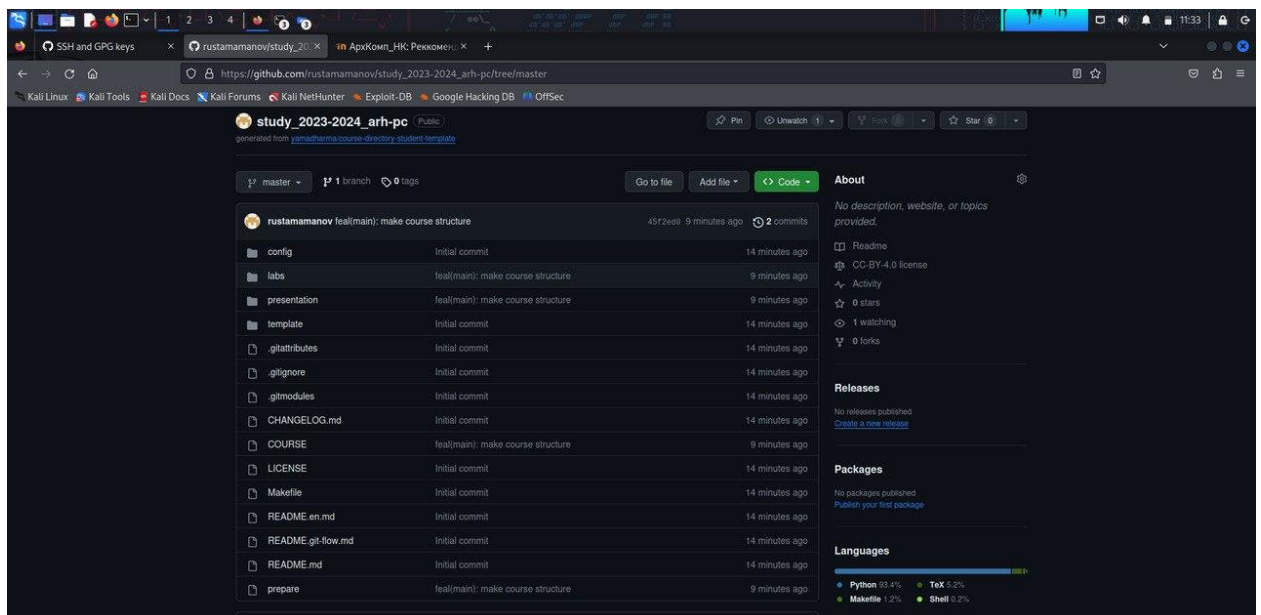 1 2 3 4
11:33
SSH and GPG keys
rustamamanov/study_20
АрхКомп_НК: Реккоменд
https://github.com/rustamamanov/study_2023-2024_arh-pc/tree/master
Kali Linux Kali Tools Kali Docs Kali Forums Kali NetHunter Exploit-DB Google Hacking DB OffSec
study_2023-2024_arh-pc Public
Pin Unwatch 1 Fork 0 Star 0
generated from yamadharma/course-directory-student-template
master 1 branch 0 tags Go to file Add file <> Code
rustamamanov feal(main): make course structure 45f2ed0 9 minutes ago 2 commits
config Initial commit 14 minutes ago
labs feal(main): make course structure 9 minutes ago
presentation feal(main): make course structure 9 minutes ago
template Initial commit 14 minutes ago
.gitattributes Initial commit 14 minutes ago
.gitignore Initial commit 14 minutes ago
.gitmodules Initial commit 14 minutes ago
CHANGELOG.md Initial commit 14 minutes ago
COURSE feal(main): make course structure 9 minutes ago
LICENSE Initial commit 14 minutes ago
Makefile Initial commit 14 minutes ago
README.en.md Initial commit 14 minutes ago
README.git-flow.md Initial commit 14 minutes ago
README.md Initial commit 14 minutes ago
prepare feal(main): make course structure 9 minutes ago
About
No description, website, or topics
provided.
Readme
CC-BY-4.0 license
Activity
0 stars
1 watching
0 forks
Releases
No releases published
Create a new release
Packages
No packages published
Publish your first package
Languages
Python 93.4% TeX 5.2%
Makefile 1.2% Shell 0.2%